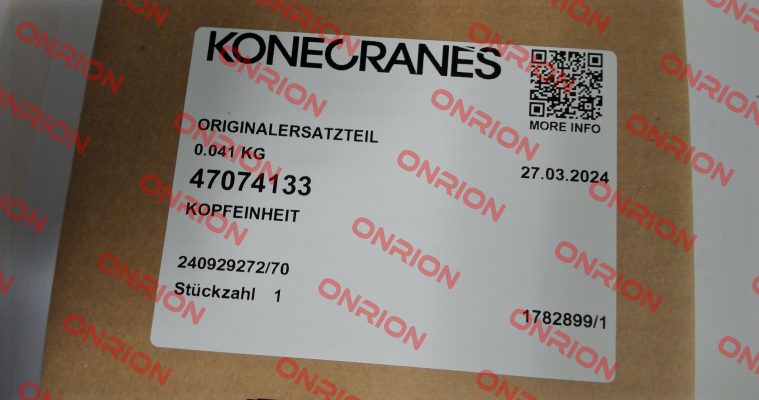 KONECRANES
MORE INFO
ORIGINALERSATZTEIL
0.041/KG
27.03.2024
47074133
KOPFEINHEIT
240929272/70
Stückzahl 1
1782899/1
ONRION